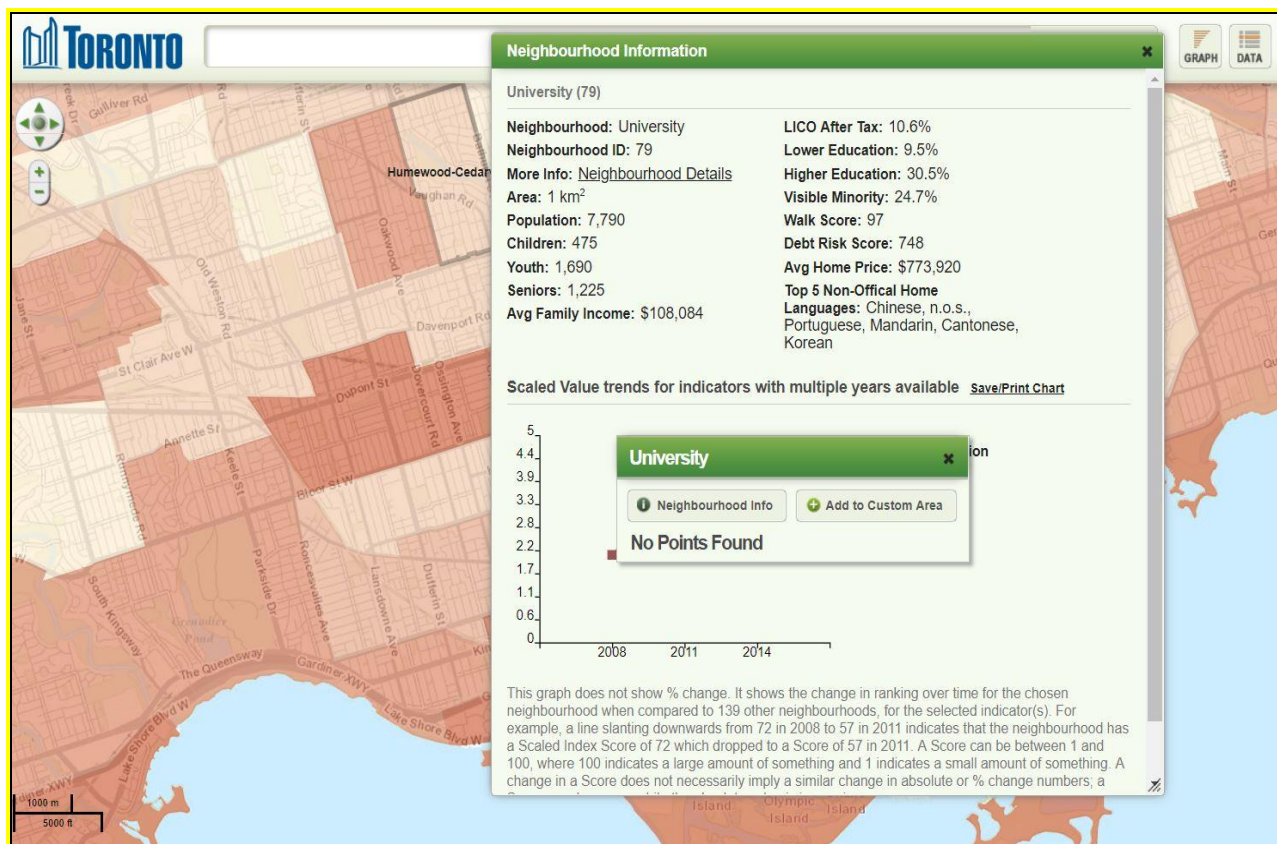 TORONTO
GRAPH
DATA
Neighbourhood Information
University (79)
Neighbourhood: University
Neighbourhood ID: 79
More Info: Neighbourhood Details
Area: 1 km2
Population: 7,790
Children: 475
Youth: 1,690
Seniors: 1,225
Avg Family Income: $108,084
LICO After Tax: 10.6%
Lower Education: 9.5%
Higher Education: 30.5%
Visible Minority: 24.7%
Walk Score: 97
Debt Risk Score: 748
Avg Home Price: $773,920
Top 5 Non-Offical Home
Languages: Chinese, n.o.s.,
Portuguese, Mandarin, Cantonese,
Korean
Scaled Value trends for indicators with multiple years available Save/Print Chart
5
4.4
3.9
3.3
2.8
2.2
1.7
1.1
0.6
0
2008 2011 2014
ion
University
Neighbourhood Info
Add to Custom Area
No Points Found
This graph does not show % change. It shows the change in ranking over time for the chosen
neighbourhood when compared to 139 other neighbourhoods, for the selected indicator(s). For
example, a line slanting downwards from 72 in 2008 to 57 in 2011 indicates that the neighbourhood has
a Scaled Index Score of 72 which dropped to a Score of 57 in 2011. A Score can be between 1 and
100, where 100 indicates a large amount of something and 1 indicates a small amount of something. A
change in a Score does not necessarily imply a similar change in absolute or % change numbers; a
Gulliver Rd
Humewood-Cedar
Vaughan Rd
Oakwood Ave
Old Weston Rd
Davenport Rd
Jane St
St Clair Ave W
Dupont St
Dovercourt Rd
Ossington Ave
Annette St
Keele St
Runnymede Rd
Bloor St W
South Kingsway
Grenadier
Pond
Parkside Dr
Roncesvalles Ave
Lansdowne Ave
Dufferin St
The Queensway
Gardiner XWY
Lake Shore Blvd W
Lake Shore Blvd W
Main St
Island
Olympic
Island
Island
1000 m
5000 ft